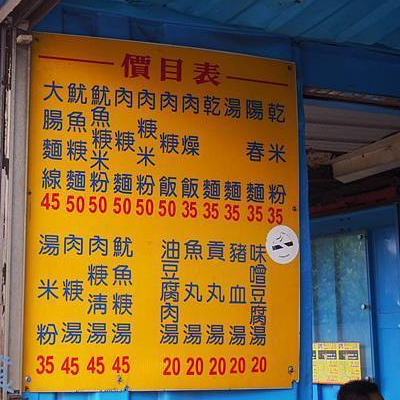 價目表
大腸麵線 45
魷魚糠麵 50
魷魚糠米粉 50
肉糠麵 50
肉糠米粉 50
肉糠飯 50
肉燥飯 35
乾麵 35
湯麵 35
陽春麵 35
乾米粉 35
湯米粉 35
肉糠湯 45
肉糠清湯 45
魷魚糠湯 45
油豆腐肉湯 20
魚丸湯 20
貢丸湯 20
豬血湯 20
味噌豆腐湯 20